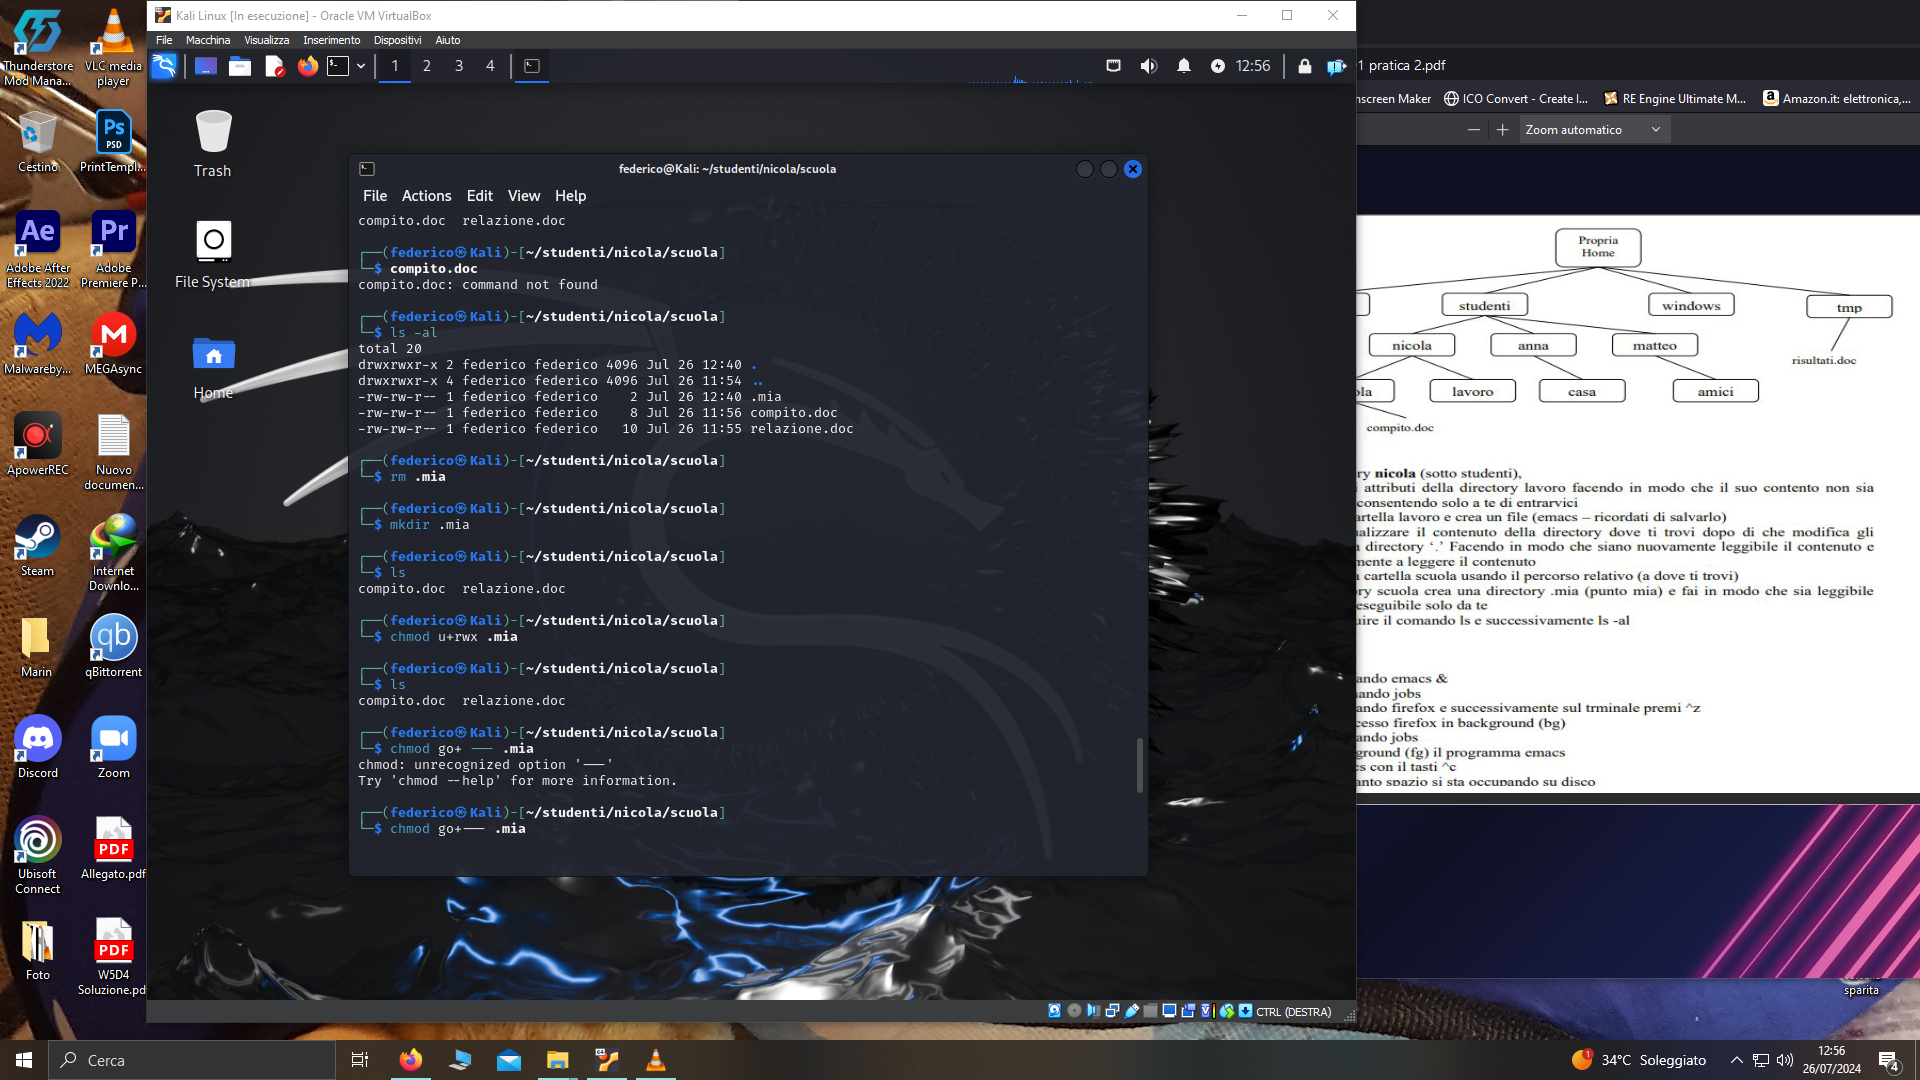 Thunderstore
Mod Mana...
VLC media
player
Cestino
PrintTempl...
Adobe After
Effects 2022
Adobe
Premiere P...
Malwareby...
MEGAsync
ApowerREC
Nuovo
documen...
Steam
Internet
Downlo...
Marin
qBittorrent
Discord
Zoom
Ubisoft
Connect
Allegato.pdf
Foto
W5D4
Soluzione.pd
Kali Linux [In esecuzione] - Oracle VM VirtualBox
File Macchina Visualizza Inserimento Dispositivi Aiuto
1 2 3 4
12:56
Trash
File System
Home
federico@Kali: ~/studenti/nicola/scuola
File Actions Edit View Help
compito.doc relazione.doc
┌──(federico㉿Kali)-[~/studenti/nicola/scuola]
└─$ compito.doc
compito.doc: command not found
┌──(federico㉿Kali)-[~/studenti/nicola/scuola]
└─$ ls -al
total 20
drwxrwxr-x 2 federico federico 4096 Jul 26 12:40 .
drwxrwxr-x 4 federico federico 4096 Jul 26 11:54 ..
-rw-rw-r-- 1 federico federico 2 Jul 26 12:40 .mia
-rw-rw-r-- 1 federico federico 8 Jul 26 11:56 compito.doc
-rw-rw-r-- 1 federico federico 10 Jul 26 11:55 relazione.doc
┌──(federico㉿Kali)-[~/studenti/nicola/scuola]
└─$ rm .mia
┌──(federico㉿Kali)-[~/studenti/nicola/scuola]
└─$ mkdir .mia
┌──(federico㉿Kali)-[~/studenti/nicola/scuola]
└─$ ls
compito.doc relazione.doc
┌──(federico㉿Kali)-[~/studenti/nicola/scuola]
└─$ chmod u+rwx .mia
┌──(federico㉿Kali)-[~/studenti/nicola/scuola]
└─$ ls
compito.doc relazione.doc
┌──(federico㉿Kali)-[~/studenti/nicola/scuola]
└─$ chmod go+ --- .mia
chmod: unrecognized option '---'
Try 'chmod --help' for more information.
┌──(federico㉿Kali)-[~/studenti/nicola/scuola]
└─$ chmod go+--- .mia
CTRL (DESTRA)
1 pratica 2.pdf
nscreen Maker ICO Convert - Create I... RE Engine Ultimate M... Amazon.it: elettronica,...
Zoom automatico
Propria
Home
studenti windows tmp
nicola anna matteo
risultati.doc
ola lavoro casa amici
compito.doc
ry nicola (sotto studenti),
i attributi della directory lavoro facendo in modo che il suo contenuto non sia
consentendo solo a te di entrarvici
artella lavoro e crea un file (emacs – ricordati di salvarlo)
ualizzare il contenuto della directory dove ti trovi dopo di che modifica gli
a directory '.' Facendo in modo che siano nuovamente leggibile il contenuto e
mente a leggere il contenuto
a cartella scuola usando il percorso relativo (a dove ti trovi)
ory scuola crea una directory .mia (punto mia) e fai in modo che sia leggibile
eseguibile solo da te
uire il comando ls e successivamente ls -al
ando emacs &
nando jobs
ando firefox e successivamente sul trminale premi ^z
cesso firefox in background (bg)
ando jobs
ground (fg) il programma emacs
cs con il tasti ^c
anto spazio si sta occupando su disco
sparita
Cerca
34°C Soleggiato
12:56
26/07/2024
4